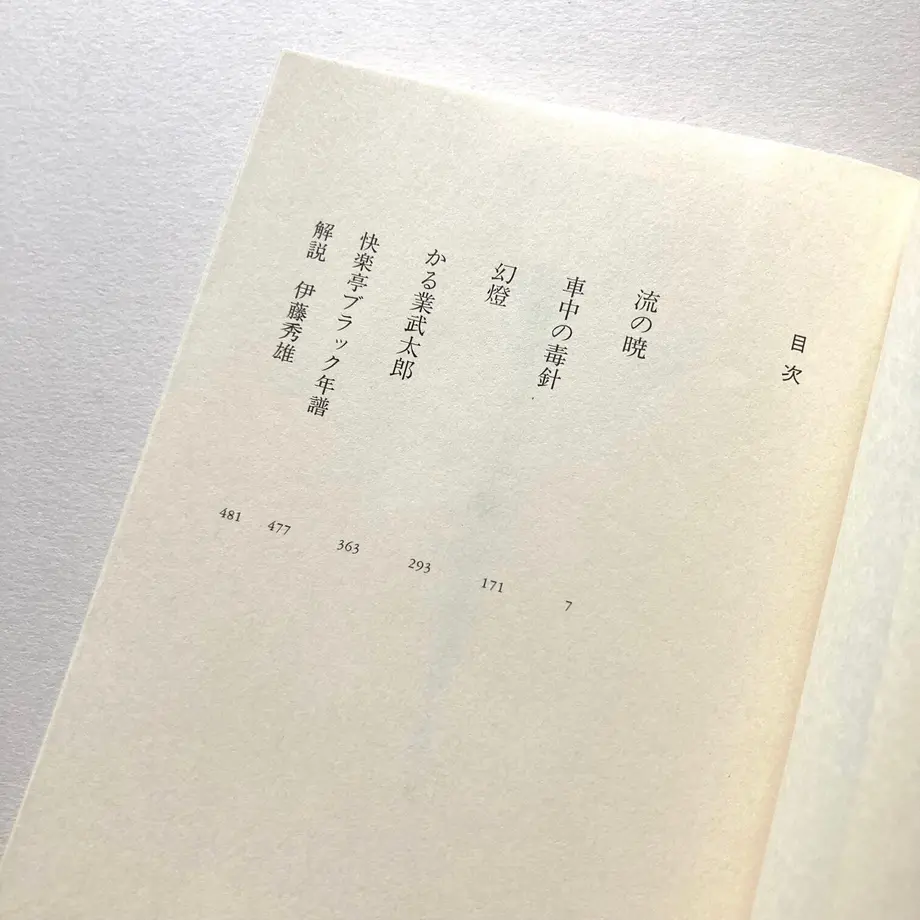 目次
流の暁
7
車中の毒針
171
幻燈
293
かる業武太郎
363
快楽亭ブラック年譜
477
解説 伊藤秀雄
481